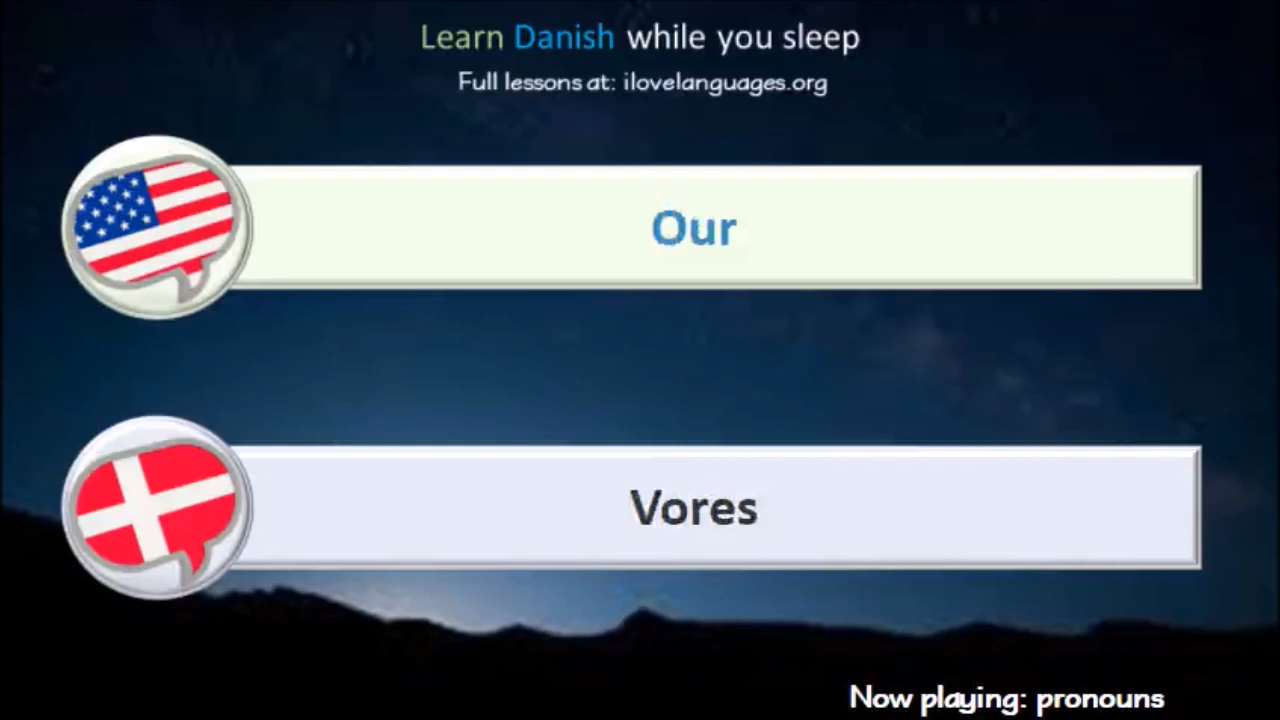 Learn Danish while you sleep
Full lessons at: ilovelanguages.org
Our
Vores
Now playing: pronouns